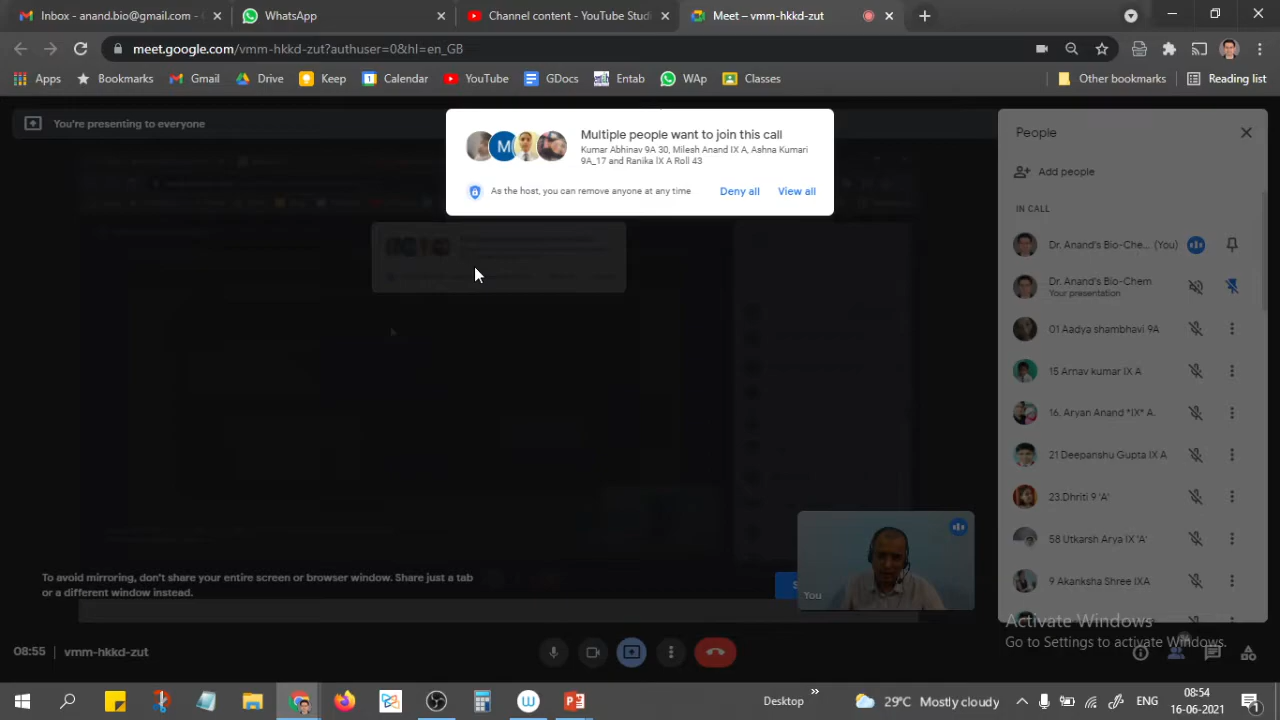 Inbox - anand.bio@gmail.com -
WhatsApp
Channel content - YouTube Studi
Meet – vmm-hkkd-zut
meet.google.com/vmm-hkkd-zut?authuser=0&hl=en_GB
Apps
Bookmarks
Gmail
Drive
Keep
Calendar
YouTube
GDocs
Entab
WAp
Classes
Other bookmarks
Reading list
You're presenting to everyone
Multiple people want to join this call
Kumar Abhinav 9A 30, Milesh Anand IX A, Ashna Kumari
9A_17 and Ranika IX A Roll 43
As the host, you can remove anyone at any time
Deny all
View all
People
Add people
IN CALL
Dr. Anand's Bio-Che... (You)
Dr. Anand's Bio-Chem
Your presentation
01 Aadya shambhavi 9A
15 Arnav kumar IX A
16, Aryan Anand *IX* A.
21 Deepanshu Gupta IX A
23.Dhriti 9 'A'
58 Utkarsh Arya IX 'A'
9 Akanksha Shree IXA
You
To avoid mirroring, don't share your entire screen or browser window. Share just a tab
or a different window instead.
Activate Windows
Go to Settings to activate Windows.
08:55 | vmm-hkkd-zut
Desktop
29°C Mostly cloudy
ENG
08:54
16-06-2021